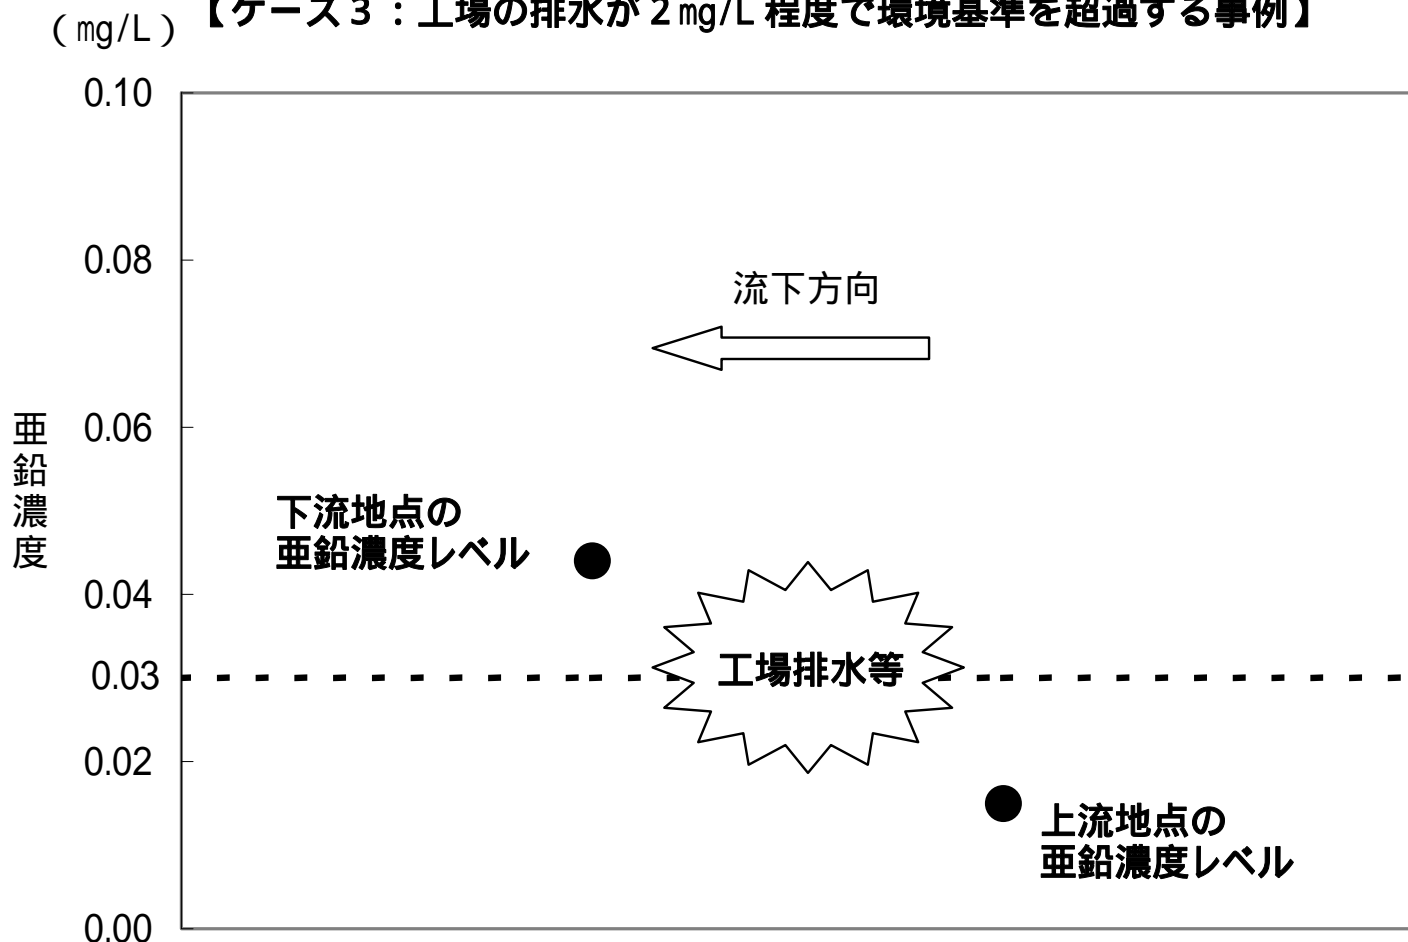 【ケース３：工場の排水が２mg/L 程度で環境基準を超過する事例】
（mg/L）
0.10
0.08
流下方向
0.06
亜鉛濃度
下流地点の
亜鉛濃度レベル
0.04
工場排水等
0.03
0.02
上流地点の
亜鉛濃度レベル
0.00